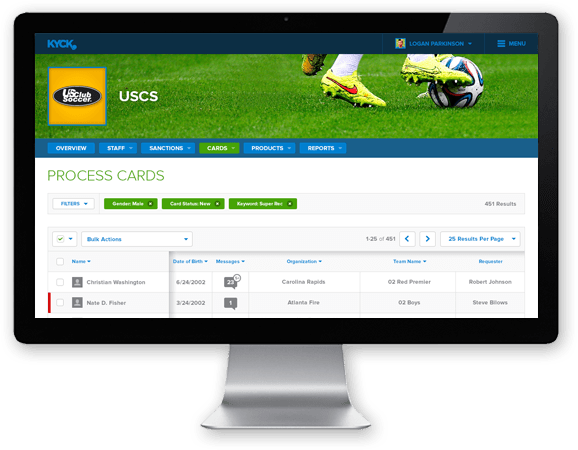 KYCK
LOGAN PARKINSON MENU
US Club Soccer.
USCS
OVERVIEW STAFF SANCTIONS CARDS PRODUCTS REPORTS
PROCESS CARDS
FILTERS Gender: Male Card Status: New Keyword: Super Rec 451 Results
Bulk Actions 1-25 of 451 25 Results Per Page
Name Date of Birth Messages Organization Team Name Requester
Christian Washington 6/24/2002 23 Carolina Rapids 02 Red Premier Robert Johnson
Nate D. Fisher 3/24/2002 1 Atlanta Fire 02 Boys Steve Bilows